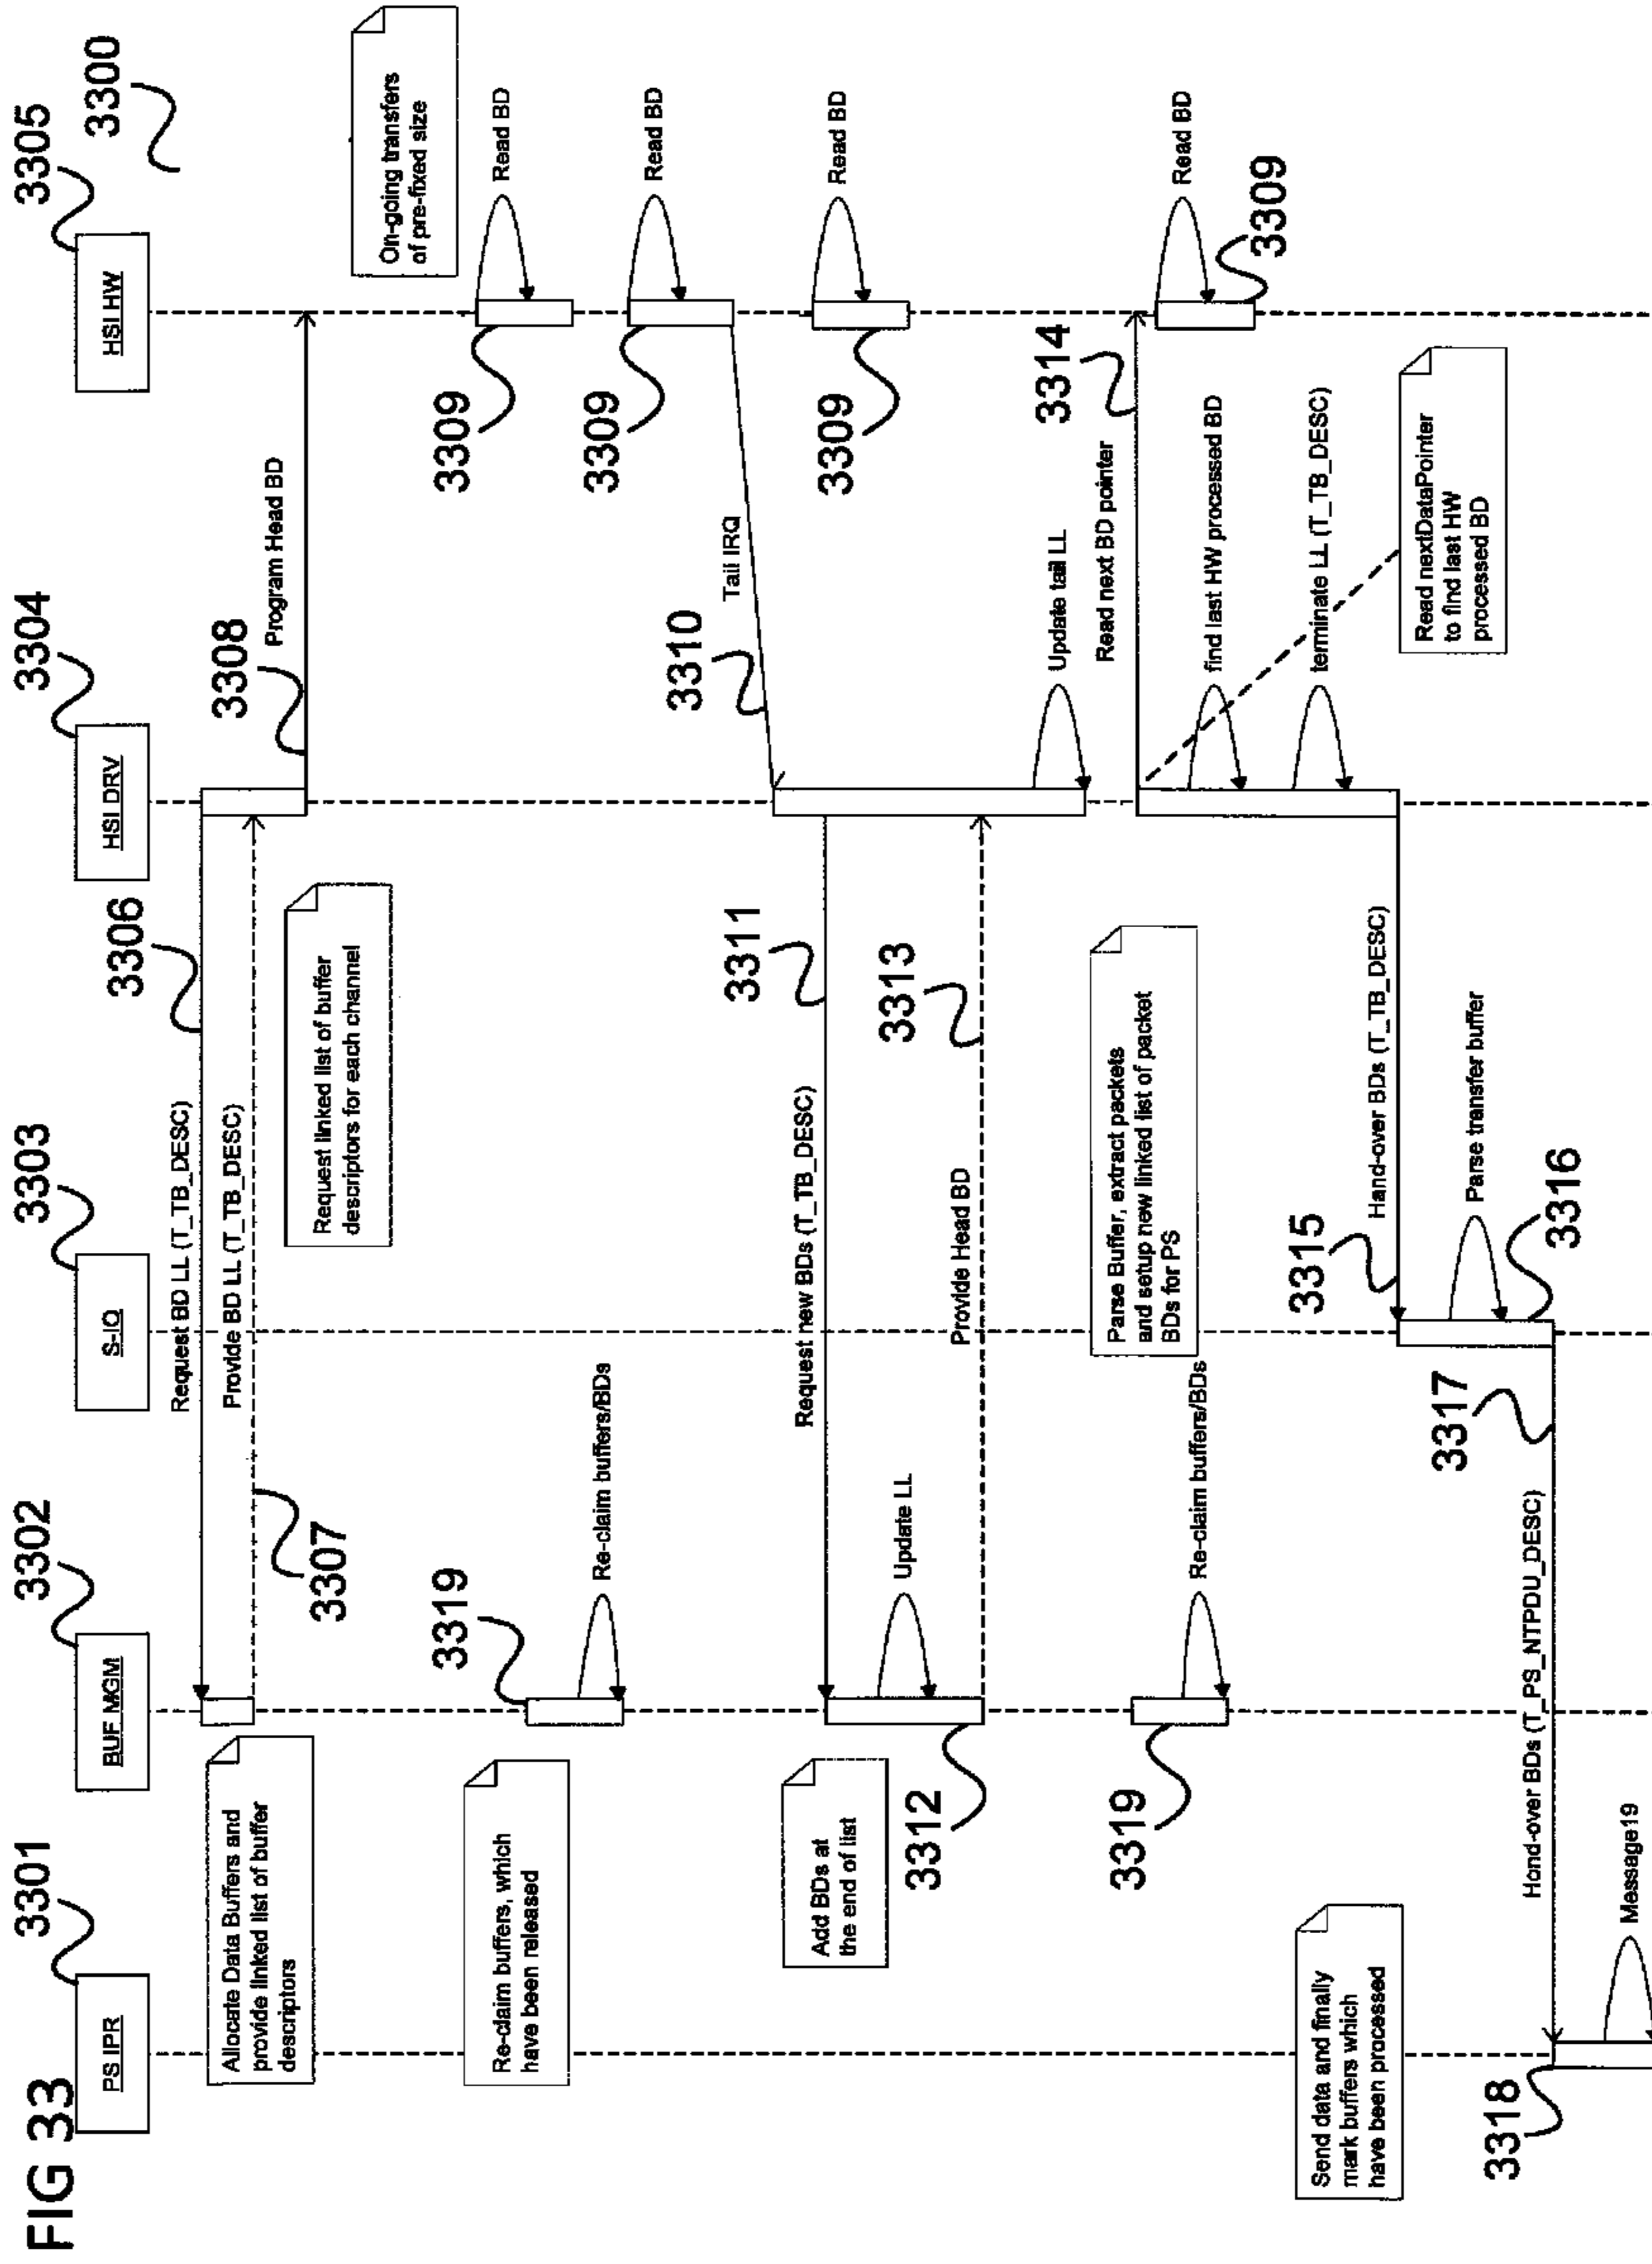 FIG 33
3301
PS IPR
3302
BUF MGM
3303
S-IO
3304
HSI DRV
3305
HSI HW
3300
3306
Request BD LL (T_TB_DESC)
Provide BD LL (T_TB_DESC)
3307
Allocate Data Buffers and
provide linked list of buffer
descriptors
Request linked list of buffer
descriptors for each channel
3308
Program Head BD
On-going transfers
of pre-fixed size
3309
Read BD
3319
Re-claim buffers/BDs
Re-claim buffers, which
have been released
3309
Read BD
3310
Tail IRQ
3311
Request new BDs (T_TB_DESC)
3309
Read BD
Add BDs at
the end of list
Update LL
3312
3313
Provide Head BD
Update tail LL
Parse Buffer, extract packets
and setup new linked list of packet
BDs for PS
3319
Re-claim buffers/BDs
3314
Read next BD pointer
Read BD
3309
find last HW processed BD
terminate LL (T_TB_DESC)
Read nextDataPointer
to find last HW
processed BD
3315
Hand-over BDs (T_TB_DESC)
Parse transfer buffer
3316
3317
Send data and finally
mark buffers which
have been processed
Hond-over BDs (T_PS_NTPDU_DESC)
3318
Message19